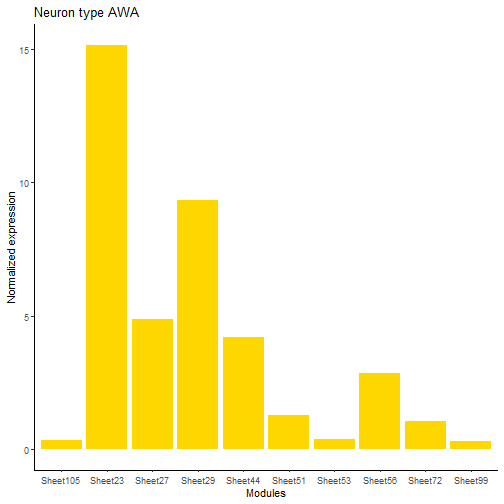 Neuron type AWA
Normalized expression
15
10
5
0
Sheet105 Sheet23 Sheet27 Sheet29 Sheet44 Sheet51 Sheet53 Sheet56 Sheet72 Sheet99
Modules